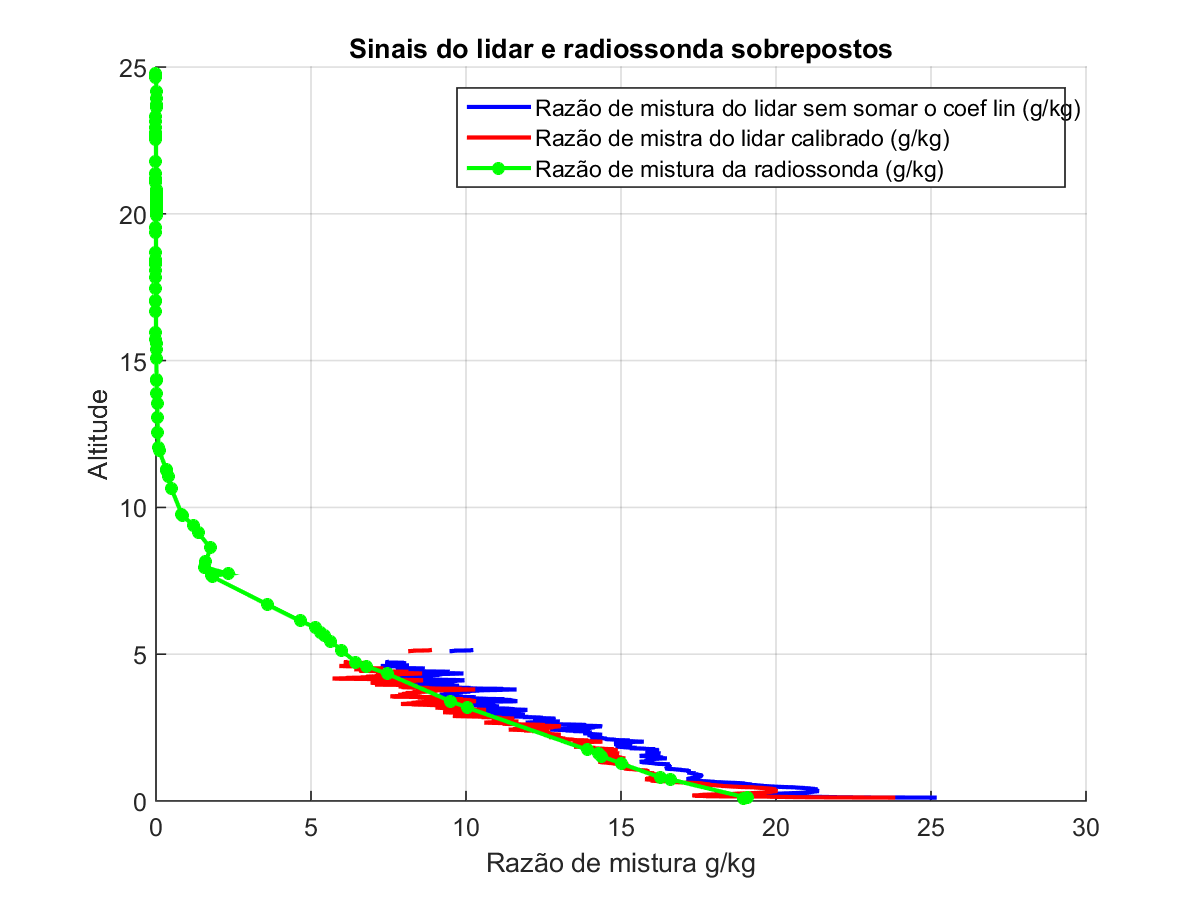 Sinais do lidar e radiossonda sobrepostos
25
Razão de mistura do lidar sem somar o coef lin (g/kg)
Razão de mistra do lidar calibrado (g/kg)
Razão de mistura da radiossonda (g/kg)
20
15
Altitude
10
5
0
0 5 10 15 20 25 30
Razão de mistura g/kg